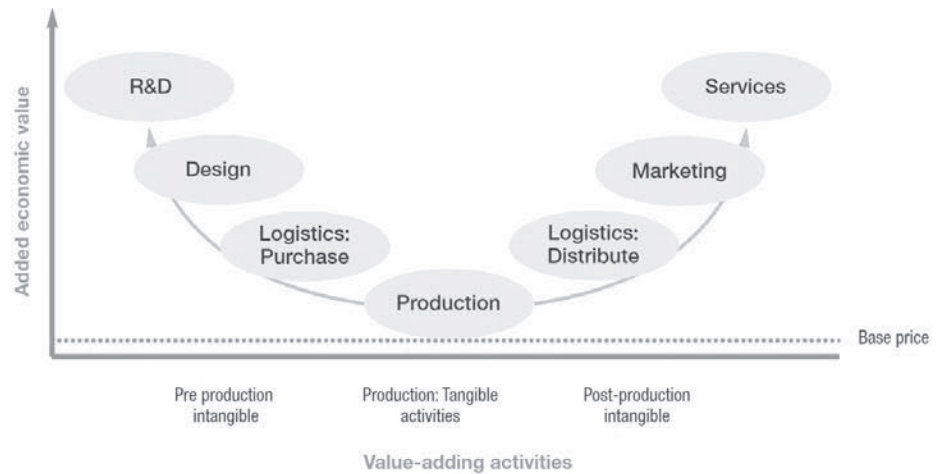 Added economic value
R&D
Services
Design
Marketing
Logistics:
Purchase
Logistics:
Distribute
Production
Base price
Pre production
intangible
Production: Tangible
activities
Post-production
intangible
Value-adding activities